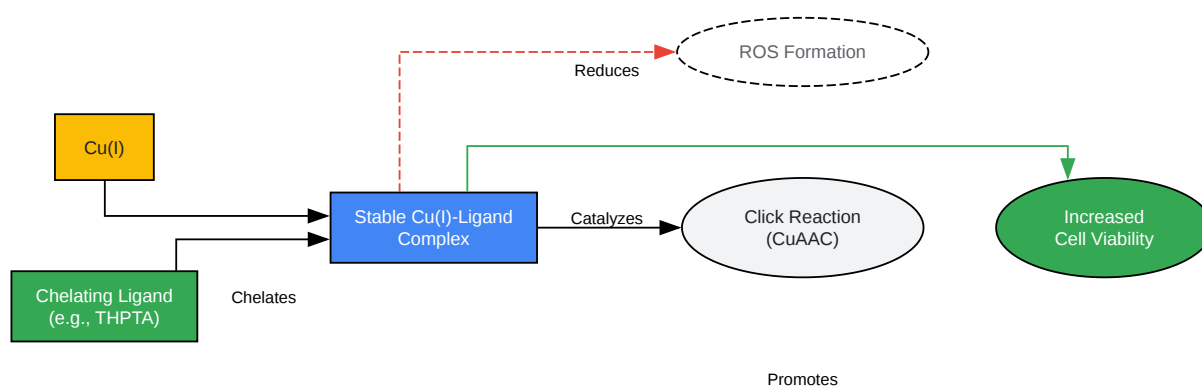 ROS Formation
Reduces
Cu(I)
Stable Cu(I)-Ligand
Complex
Catalyzes
Click Reaction
(CuAAC)
Increased
Cell Viability
Chelating Ligand
(e.g., THPTA)
Chelates
Promotes